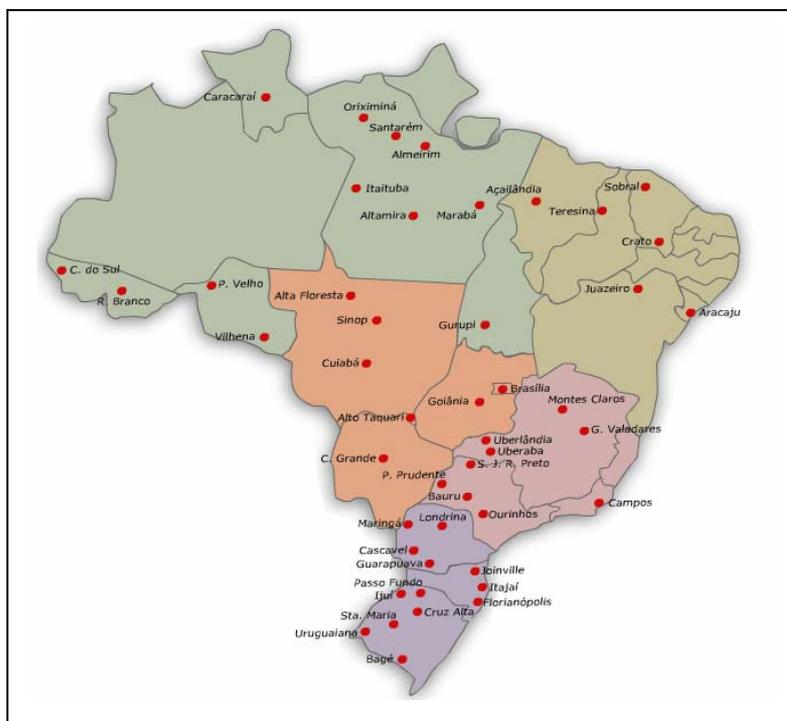 Caracaraí
Oriximiná
Santarém
Almeirim
Itaituba
Altamira
Marabá
Açailândia
Teresina
Sobral
Crato
C. do Sul
R. Branco
P. Velho
Vilhena
Alta Floresta
Sinop
Cuiabá
Gurupi
Juazeiro
Aracaju
Brasília
Goiânia
Montes Claros
G. Valadares
Alto Taquari
C. Grande
Uberlândia
Uberaba
S. J. R. Preto
P. Prudente
Bauru
Ourinhos
Campos
Maringá
Londrina
Cascavel
Guarapuava
Joinville
Itajaí
Florianópolis
Passo Fundo
Ijuí
Cruz Alta
Sta. Maria
Uruguaiana
Bagé